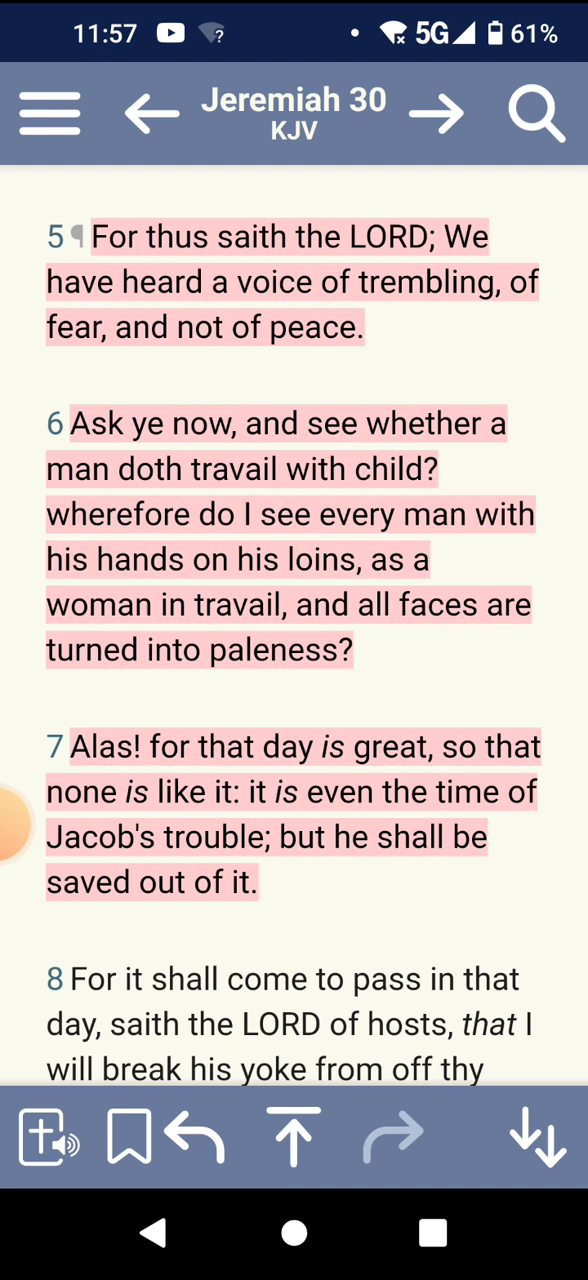 11:57 ? 5G 61%
Jeremiah 30
KJV
5 ¶ For thus saith the LORD; We
have heard a voice of trembling, of
fear, and not of peace.
6 Ask ye now, and see whether a
man doth travail with child?
wherefore do I see every man with
his hands on his loins, as a
woman in travail, and all faces are
turned into paleness?
7 Alas! for that day is great, so that
none is like it: it is even the time of
Jacob's trouble; but he shall be
saved out of it.
8 For it shall come to pass in that
day, saith the LORD of hosts, that I
will break his yoke from off thy